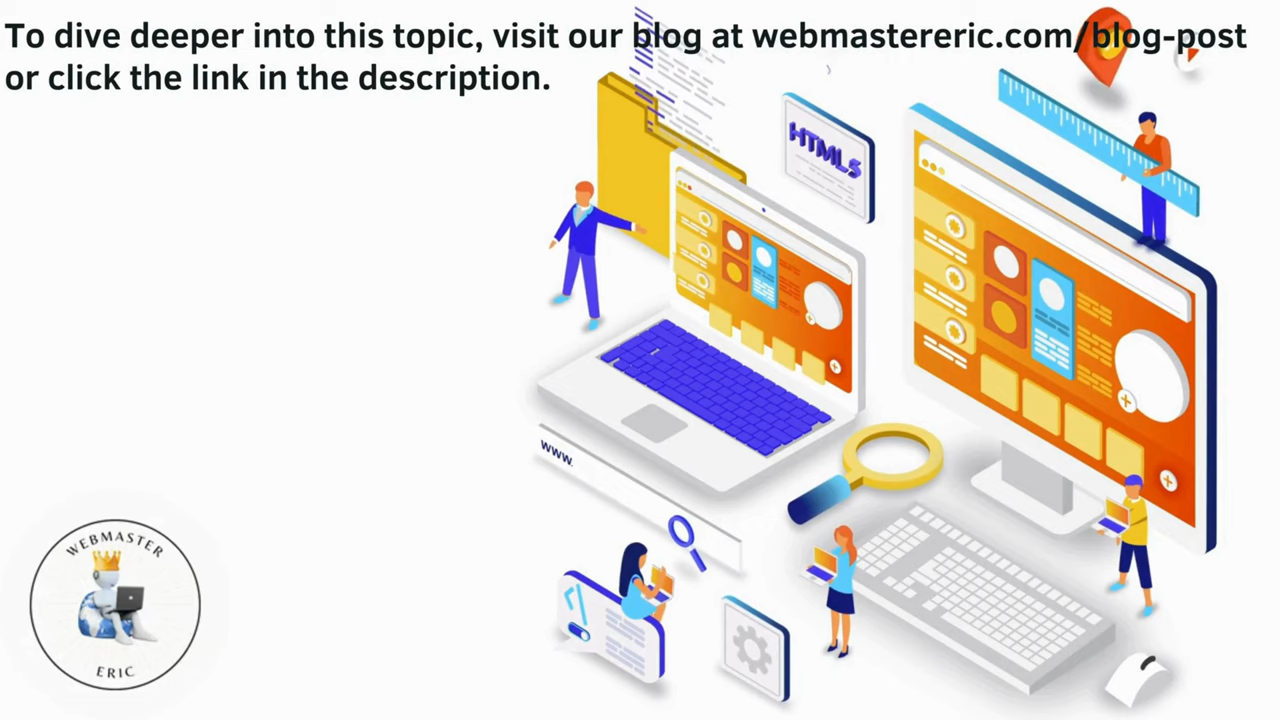 To dive deeper into this topic, visit our blog at webmastereric.com/blog-post
or click the link in the description.
HTML5
www.
WEBMASTER
ERIC